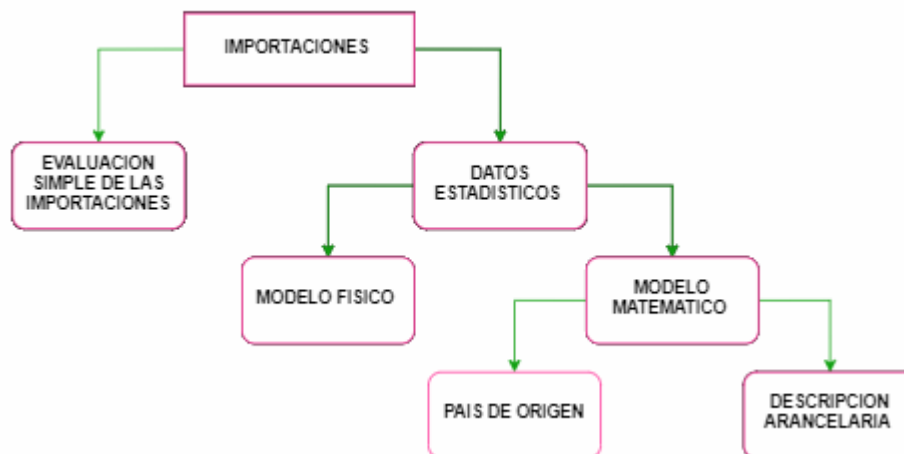 IMPORTACIONES
EVALUACION
SIMPLE DE LAS
IMPORTACIONES
DATOS
ESTADISTICOS
MODELO FISICO
MODELO
MATEMATICO
PAIS DE ORIGEN
DESCRIPCION
ARANCELARIA